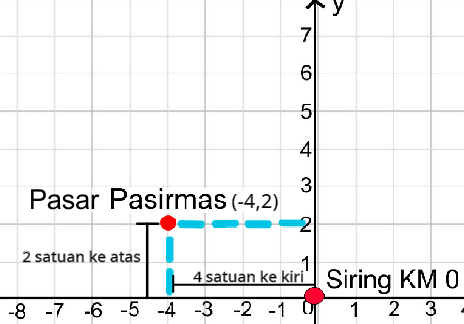 y
7
6
5
4
3
Pasar Pasirmas (-4,2)
2
2 satuan ke atas
1
4 satuan ke kiri
Siring KM 0
-8 -7 -6 -5 -4 -3 -2 -1 0 1 2 3